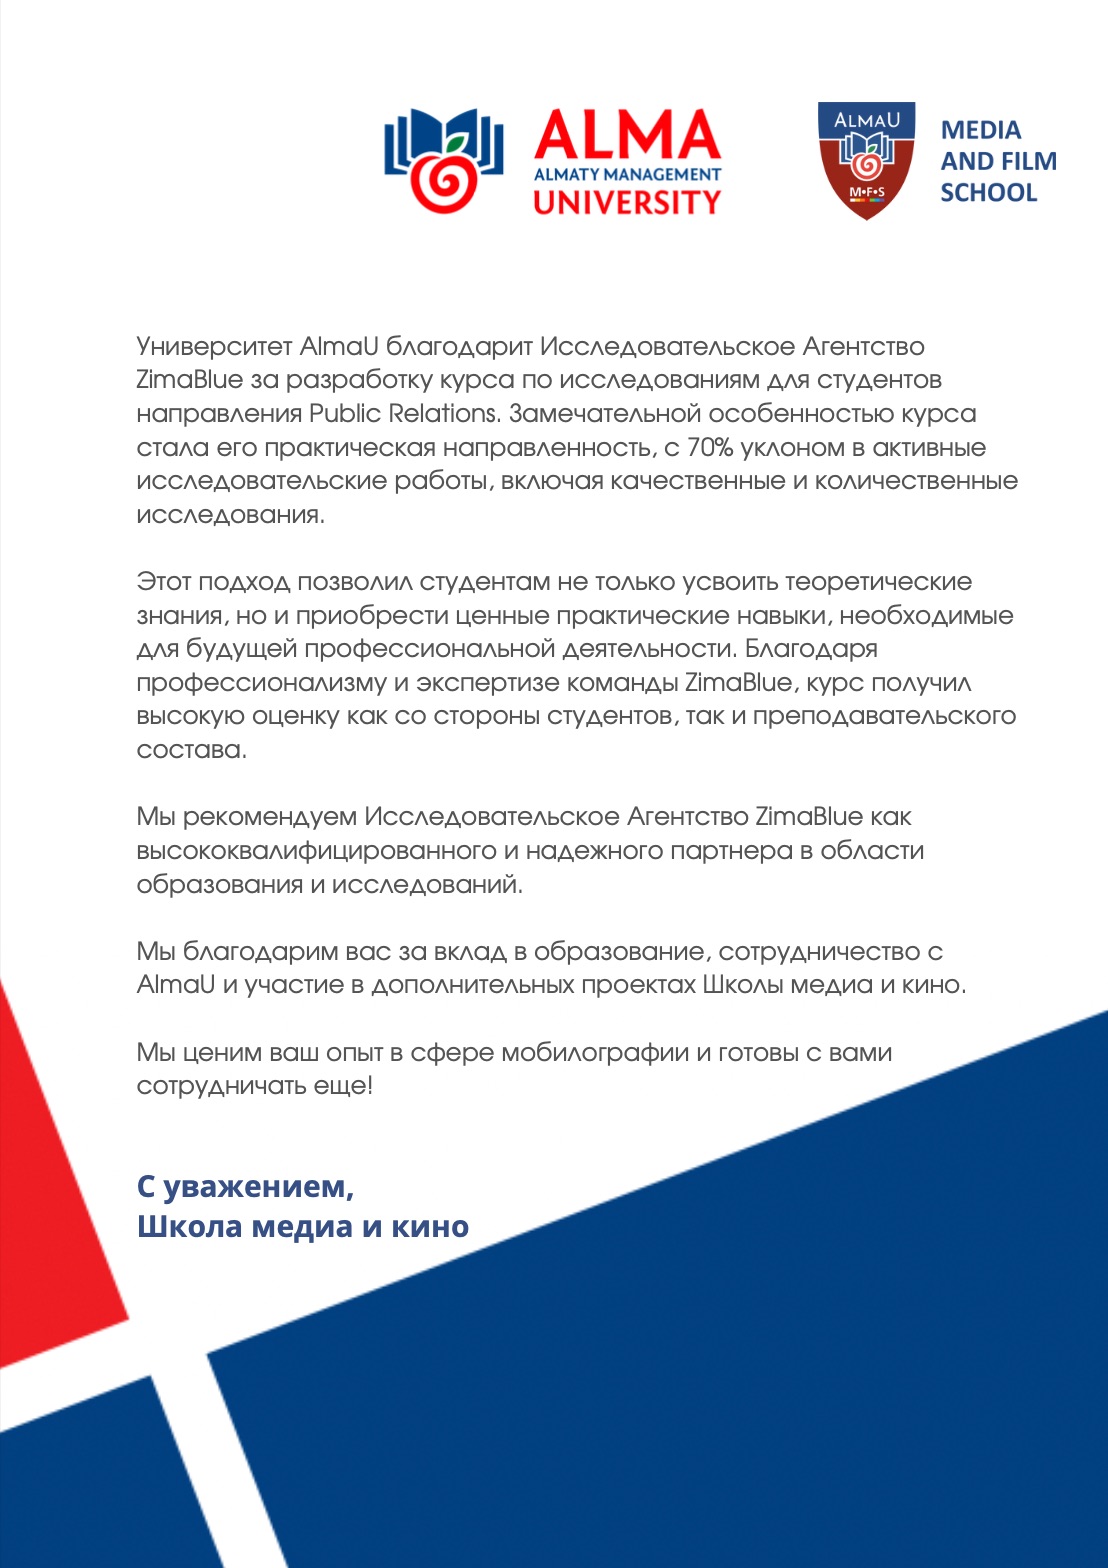 ALMA
ALMATY MANAGEMENT
UNIVERSITY
ALMAU
M•F•S
MEDIA
AND FILM
SCHOOL
Университет AlmaU благодарит Исследовательское Агентство
ZimaBlue за разработку курса по исследованиям для студентов
направления Public Relations. Замечательной особенностью курса
стала его практическая направленность, с 70% уклоном в активные
исследовательские работы, включая качественные и количественные
исследования.
Этот подход позволил студентам не только усвоить теоретические
знания, но и приобрести ценные практические навыки, необходимые
для будущей профессиональной деятельности. Благодаря
профессионализму и экспертизе команды ZimaBlue, курс получил
высокую оценку как со стороны студентов, так и преподавательского
состава.
Мы рекомендуем Исследовательское Агентство ZimaBlue как
высококвалифицированного и надежного партнера в области
образования и исследований.
Мы благодарим вас за вклад в образование, сотрудничество с
AlmaU и участие в дополнительных проектах Школы медиа и кино.
Мы ценим ваш опыт в сфере мобилографии и готовы с вами
сотрудничать еще!
С уважением,
Школа медиа и кино